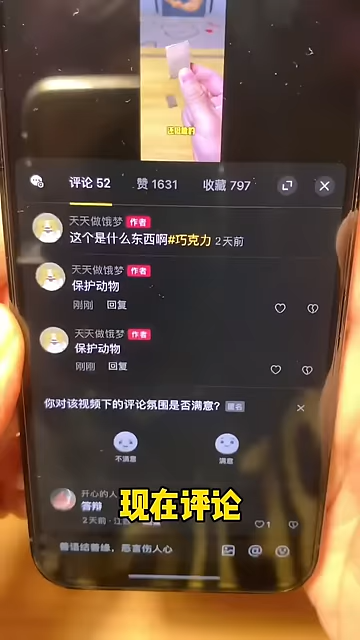 还挺脆的
评论 52 赞 1631 收藏 797
天天做饿梦 作者
这个是什么东西啊#巧克力 2天前
天天做饿梦 作者
保护动物
刚刚 回复
天天做饿梦 作者
保护动物
刚刚 回复
你对该视频下的评论氛围是否满意? 匿名
不满意 满意
开心的人
答辩
2天前
1
现在评论
善语结善缘，恶言伤人心